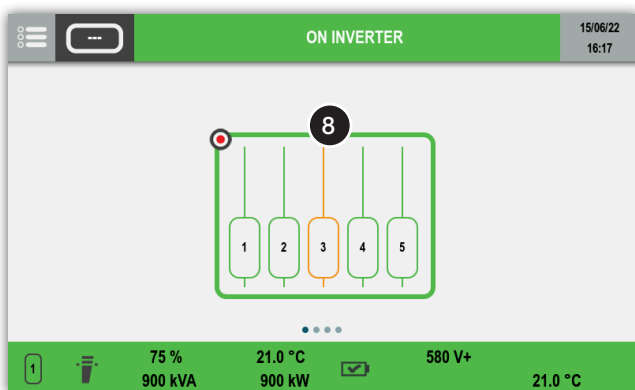 ---
ON INVERTER
15/06/22
16:17
8
1 2 3 4 5
1
75 % 21.0 °C 580 V+
900 kVA 900 kW 21.0 °C